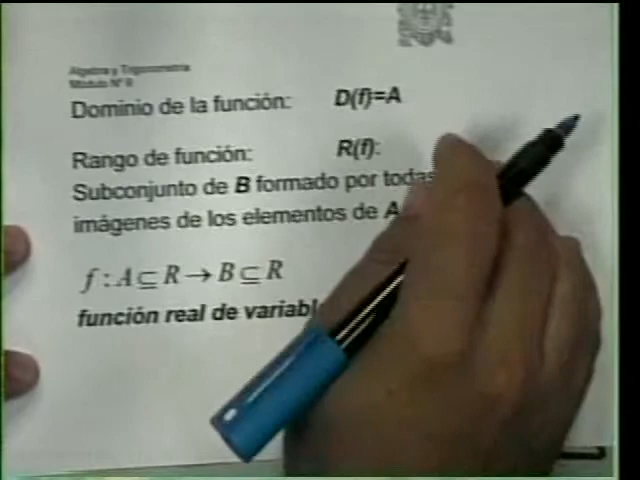 Algebra y Trigonometría
Módulo N° 9
Dominio de la función: D(f)=A
Rango de función: R(f):
Subconjunto de B formado por todas
imágenes de los elementos de A
f : A ⊆ R → B ⊆ R
función real de variabl